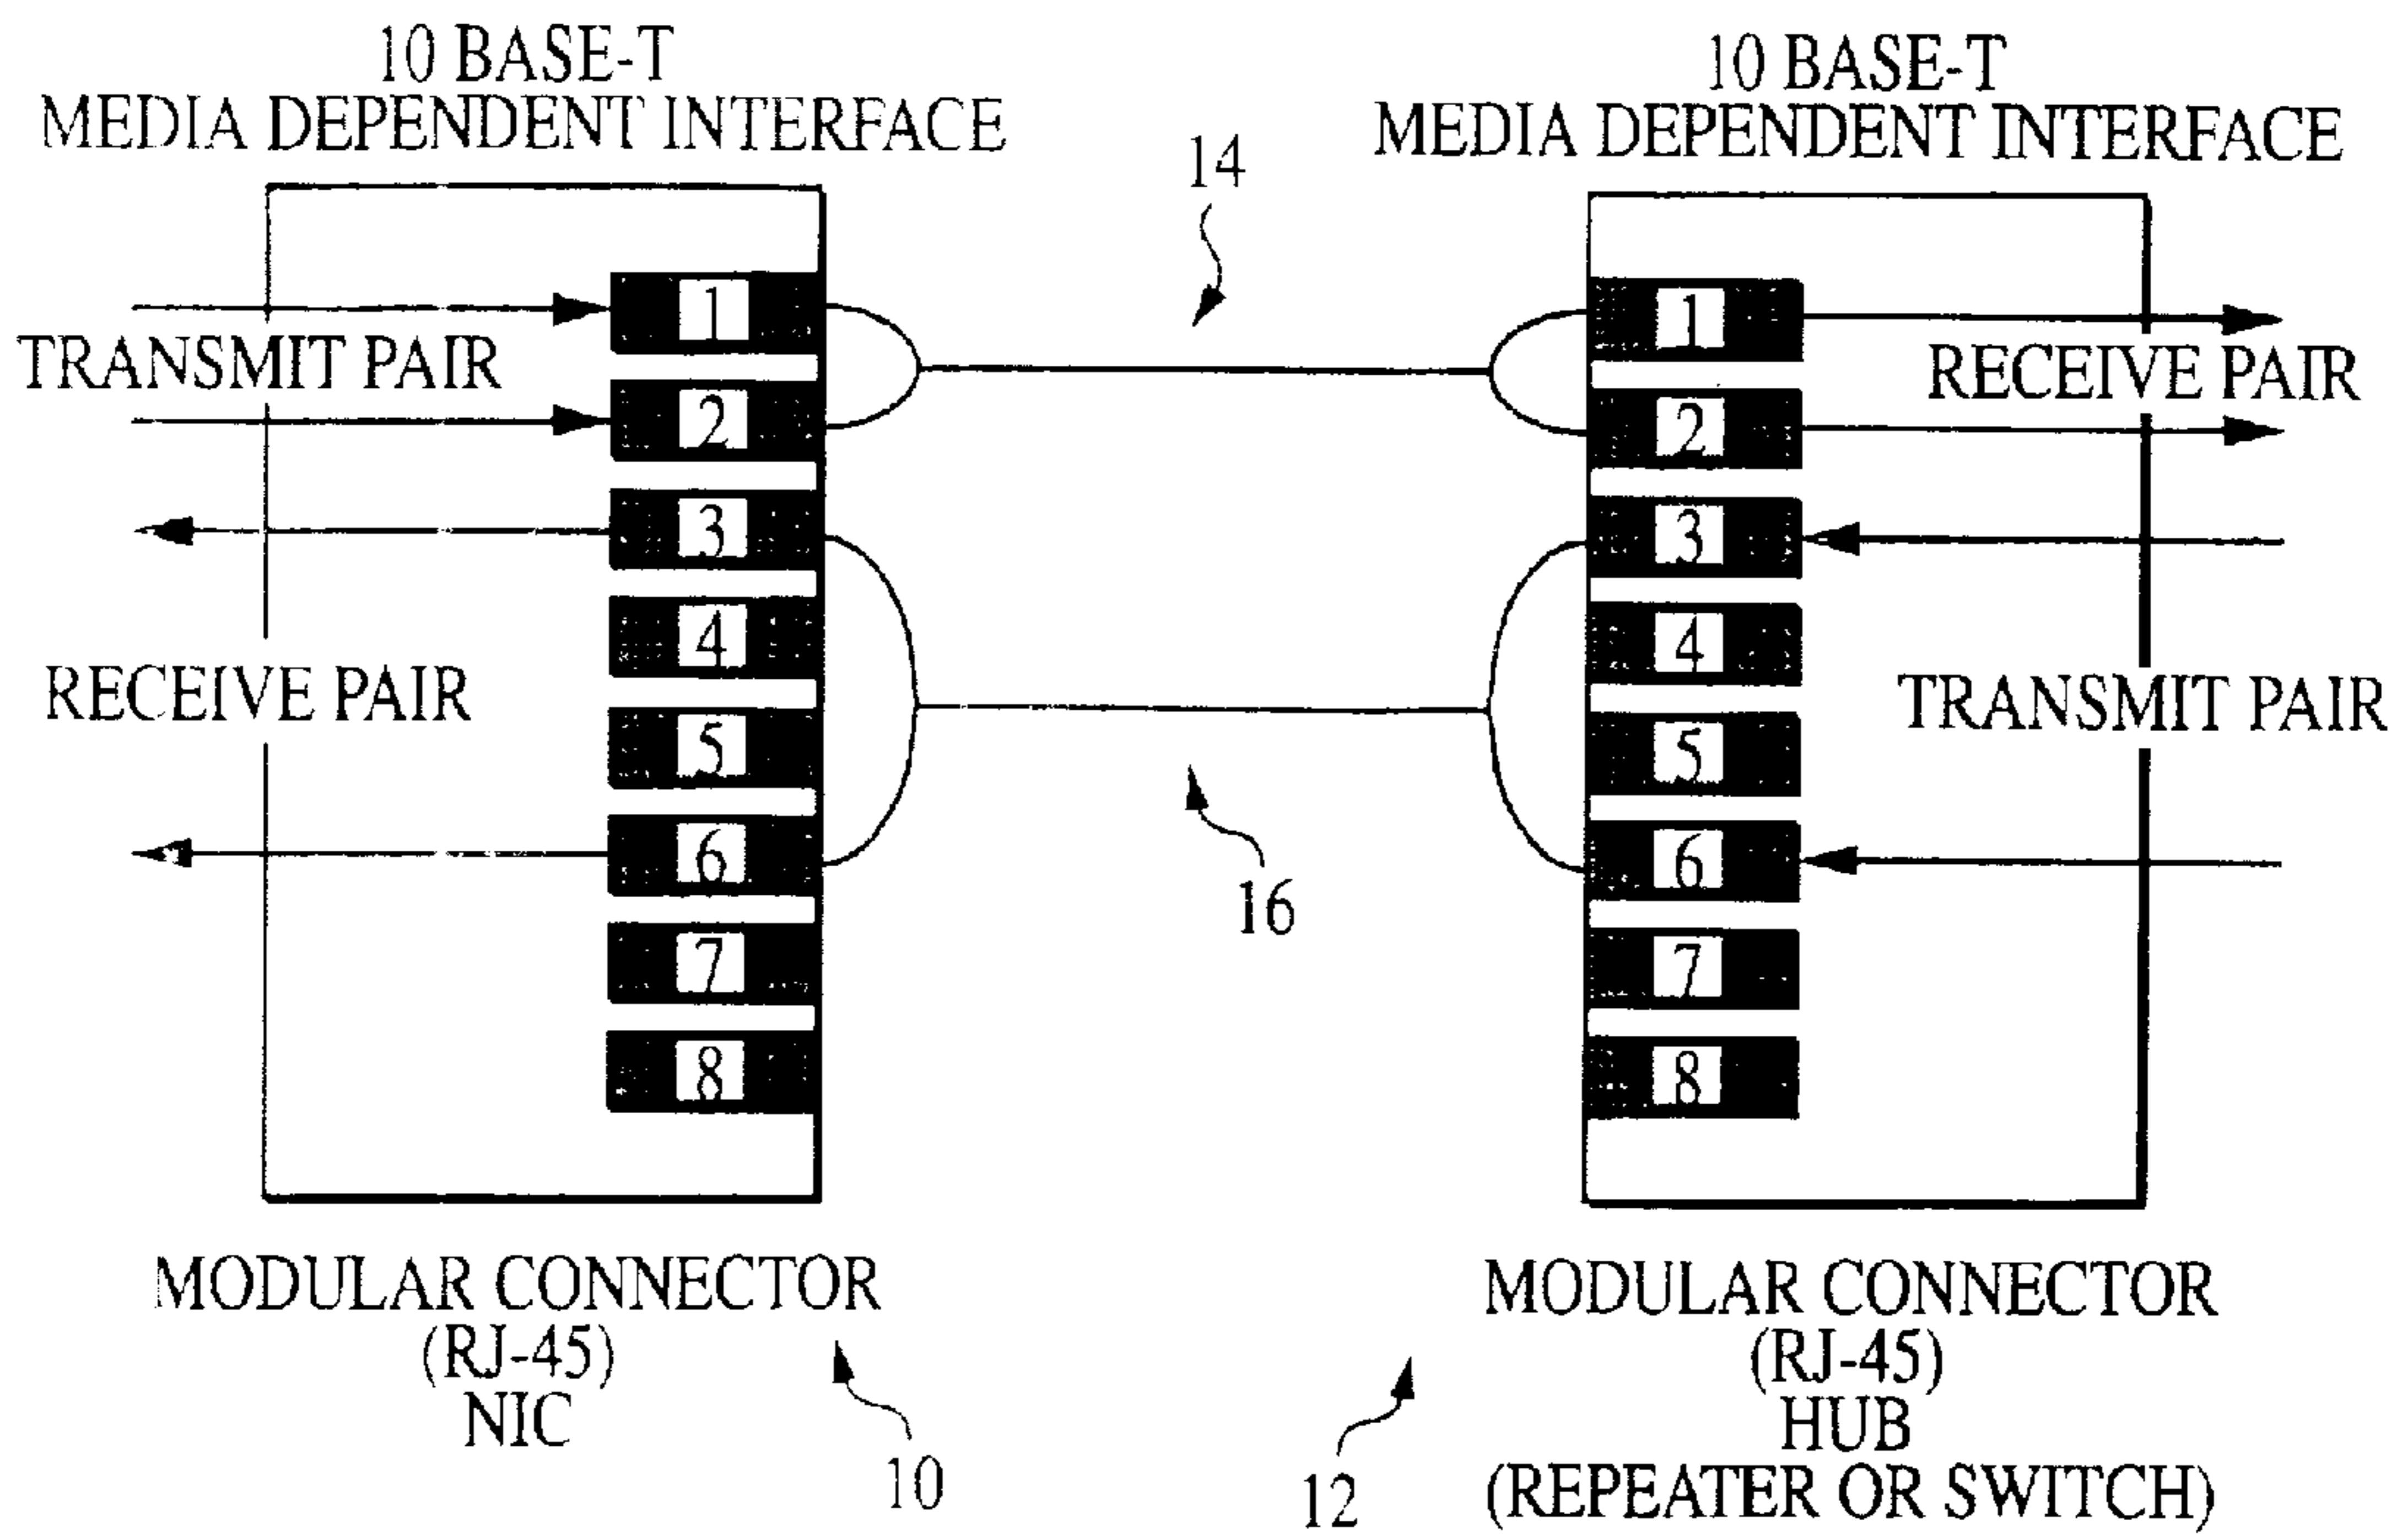 10 BASE-T
MEDIA DEPENDENT INTERFACE
10 BASE-T
MEDIA DEPENDENT INTERFACE
14
1
TRANSMIT PAIR
2
3
4
RECEIVE PAIR
5
6
7
8
1
RECEIVE PAIR
2
3
4
TRANSMIT PAIR
5
6
7
8
16
MODULAR CONNECTOR
(RJ-45)
NIC
10
MODULAR CONNECTOR
(RJ-45)
HUB
(REPEATER OR SWITCH)
12